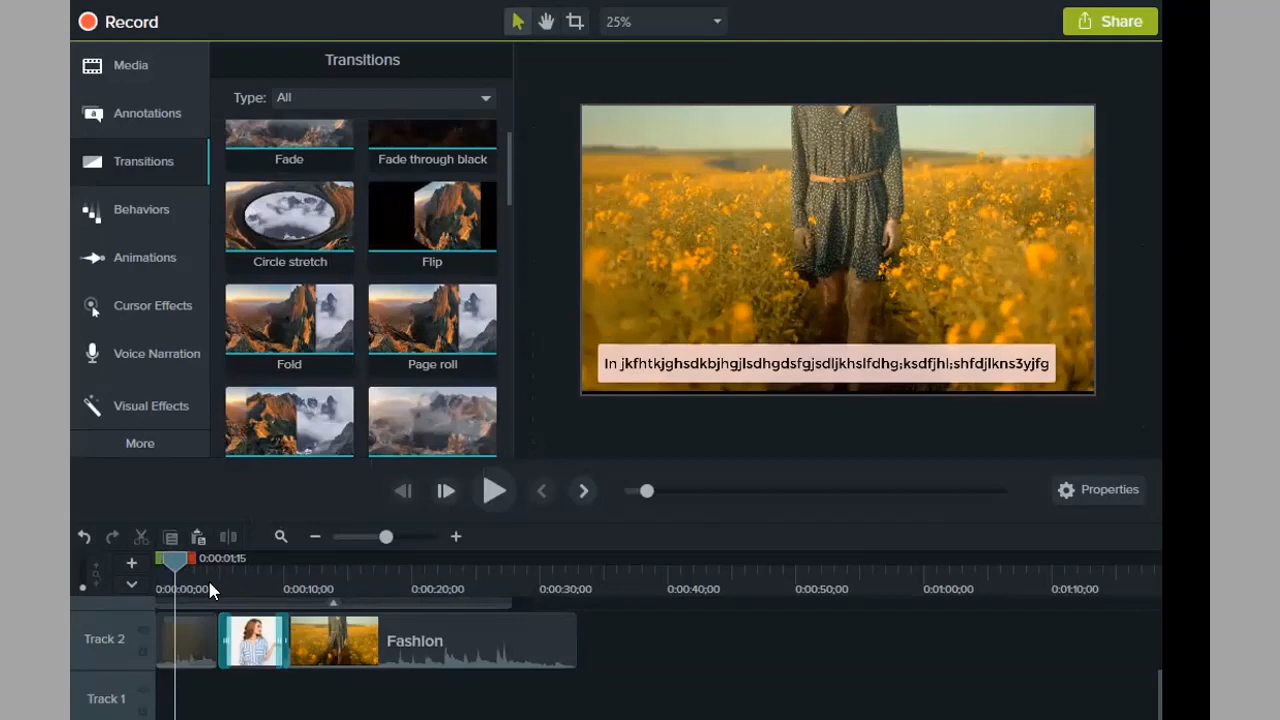 Record
25%
Share
Media
Annotations
Transitions
Behaviors
Animations
Cursor Effects
Voice Narration
Visual Effects
More
Transitions
Type: All
Fade
Fade through black
Circle stretch
Flip
Fold
Page roll
In jkfhtkjghsdkbjhgjlsdhgdsfgjsdljkhslfdhg;ksdfjhl;shfdjlkns3yjfg
Properties
0:00:01;15
0:00:00;00
0:00:10;00
0:00:20;00
0:00:30;00
0:00:40;00
0:00:50;00
0:01:00;00
0:01:10;00
Track 2
Fashion
Track 1